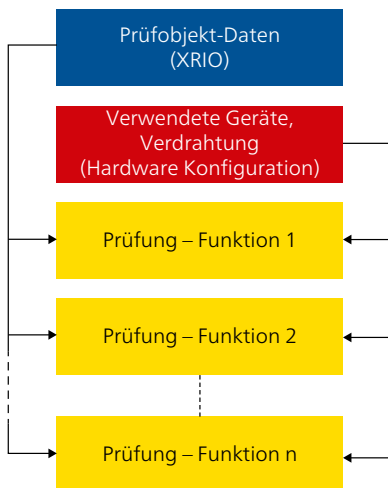 Prüfobjekt-Daten
(XRIO)
Verwendete Geräte,
Verdrahtung
(Hardware Konfiguration)
Prüfung – Funktion 1
Prüfung – Funktion 2
Prüfung – Funktion n